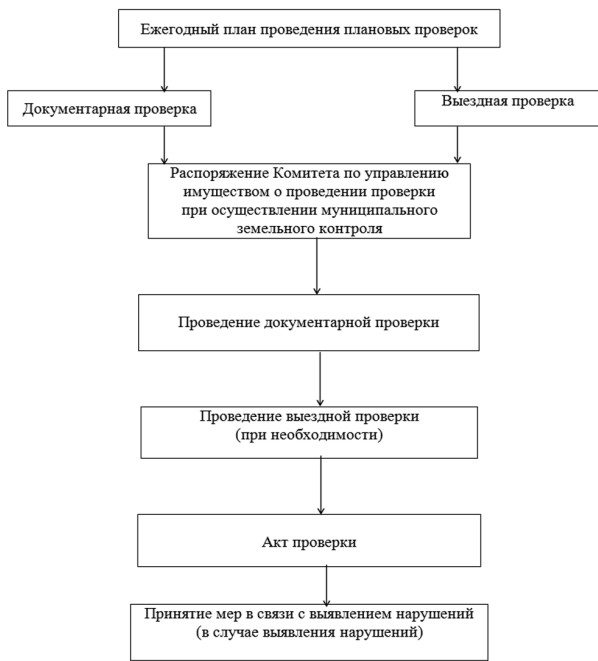 Ежегодный план проведения плановых проверок
Документарная проверка
Выездная проверка
Распоряжение Комитета по управлению
имуществом о проведении проверки
при осуществлении муниципального
земельного контроля
Проведение документарной проверки
Проведение выездной проверки
(при необходимости)
Акт проверки
Принятие мер в связи с выявлением нарушений
(в случае выявления нарушений)